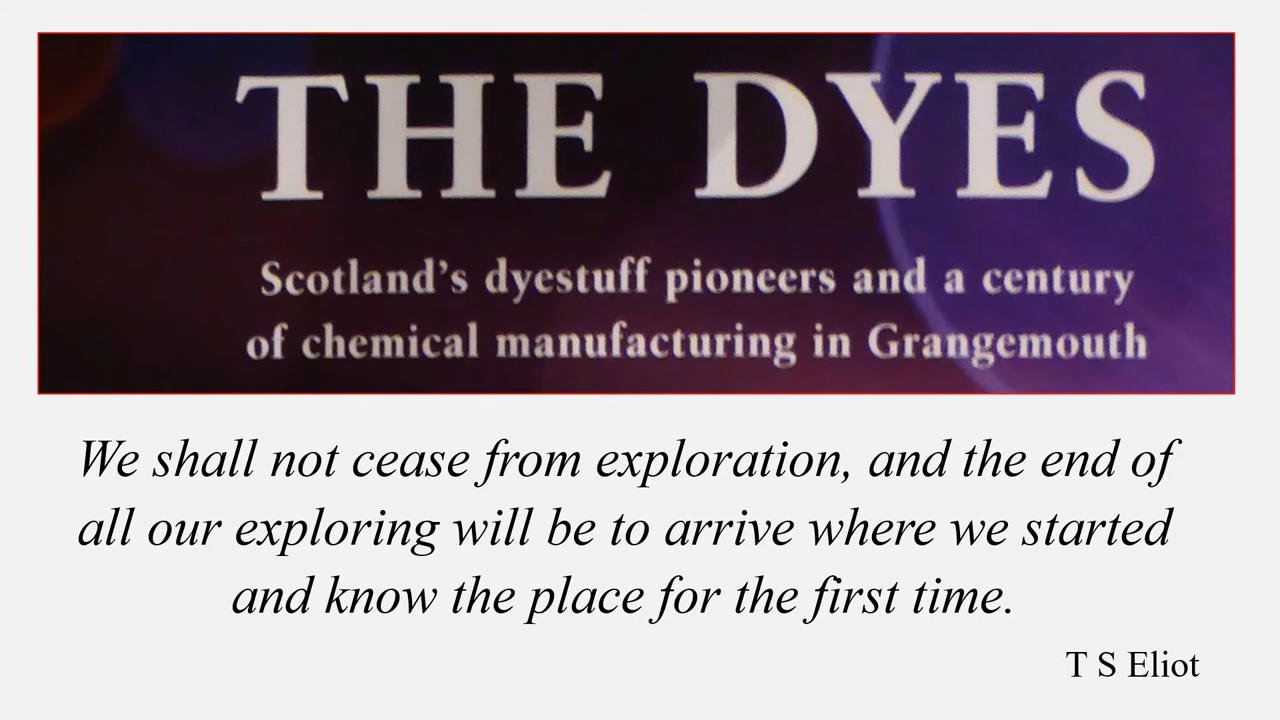 THE DYES
Scotland’s dyestuff pioneers and a century
of chemical manufacturing in Grangemouth
We shall not cease from exploration, and the end of
all our exploring will be to arrive where we started
and know the place for the first time.
T S Eliot